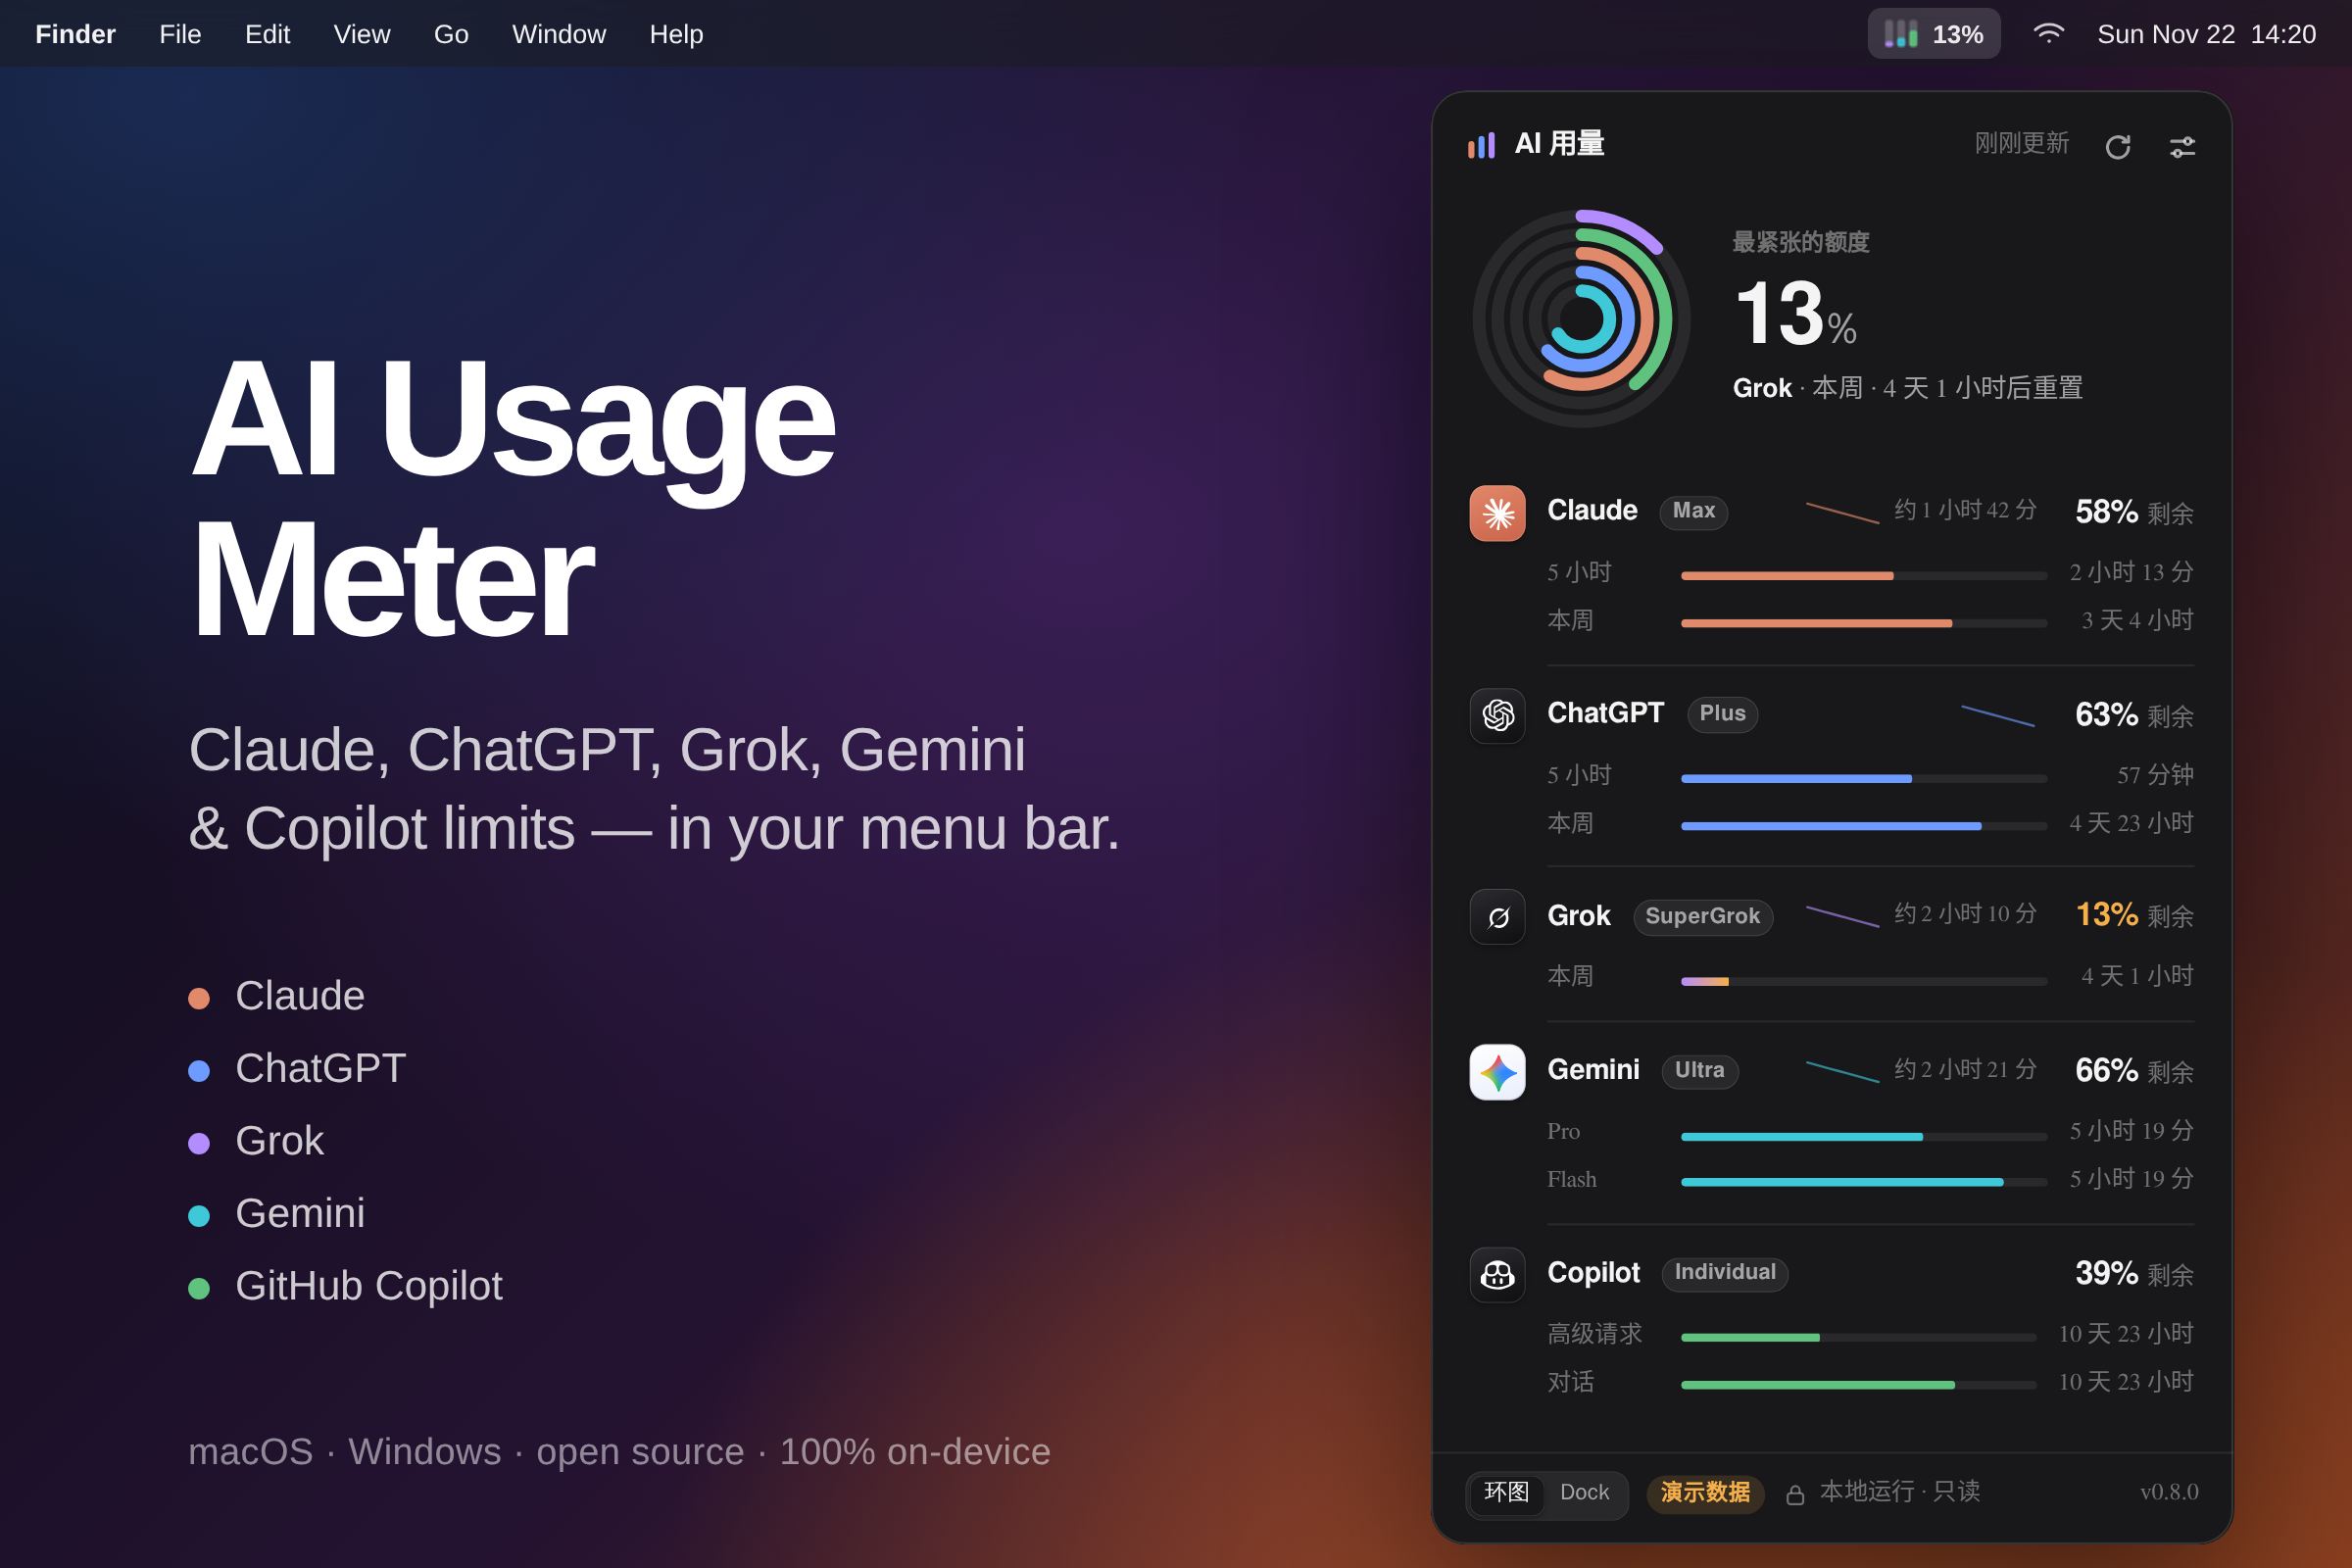 Finder File Edit View Go Window Help 13% Sun Nov 22 14:20
AI Usage
Meter
Claude, ChatGPT, Grok, Gemini
& Copilot limits — in your menu bar.
Claude
ChatGPT
Grok
Gemini
GitHub Copilot
macOS · Windows · open source · 100% on-device
AI 用量 刚刚更新
最紧张的额度
13%
Grok · 本周 · 4 天 1 小时后重置
Claude Max 约 1 小时 42 分 58% 剩余
5 小时 2 小时 13 分
本周 3 天 4 小时
ChatGPT Plus 63% 剩余
5 小时 57 分钟
本周 4 天 23 小时
Grok SuperGrok 约 2 小时 10 分 13% 剩余
本周 4 天 1 小时
Gemini Ultra 约 2 小时 21 分 66% 剩余
Pro 5 小时 19 分
Flash 5 小时 19 分
Copilot Individual 39% 剩余
高级请求 10 天 23 小时
对话 10 天 23 小时
环图 Dock 演示数据 本地运行 · 只读 v0.8.0